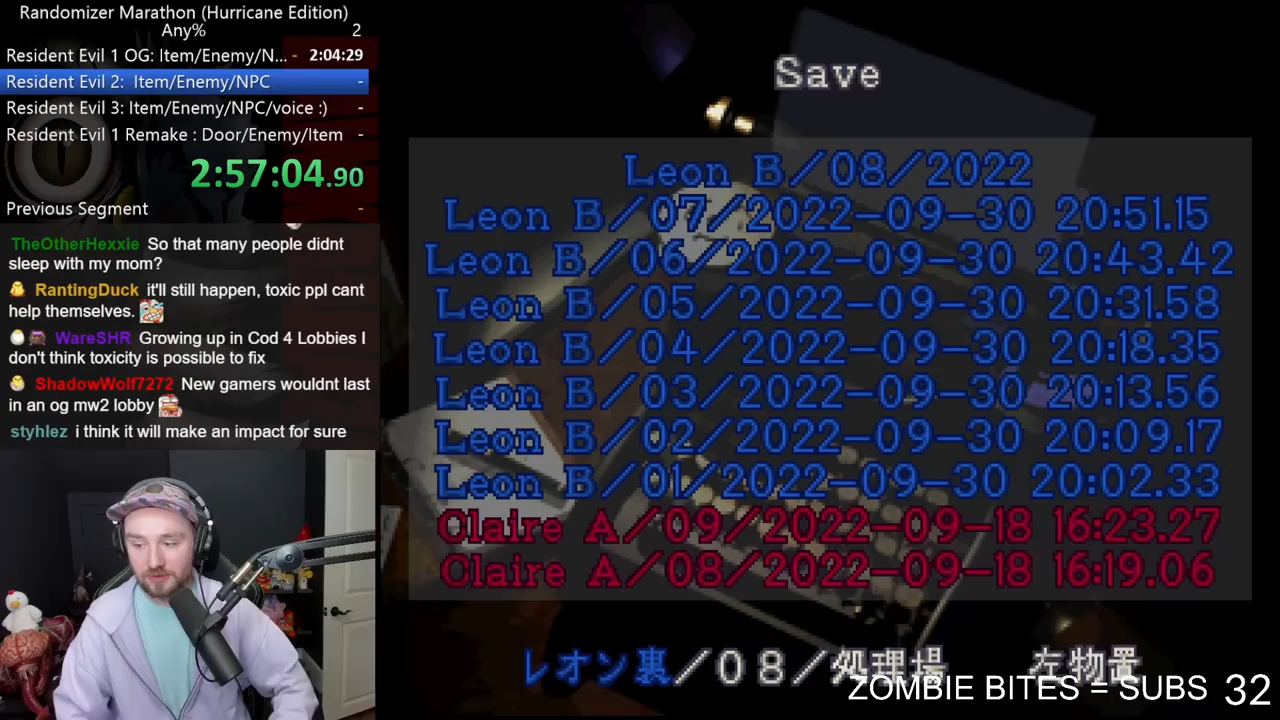 Randomizer Marathon (Hurricane Edition)
Any% 2
Resident Evil 1 OG: Item/Enemy/N... - 2:04:29
Resident Evil 2: Item/Enemy/NPC -
Resident Evil 3: Item/Enemy/NPC/voice :) -
Resident Evil 1 Remake : Door/Enemy/Item -
2:57:04.90
Previous Segment -
TheOtherHexxie So that many people didnt
sleep with my mom?
RantingDuck it'll still happen, toxic ppl cant
help themselves.
WareSHR Growing up in Cod 4 Lobbies I
don't think toxicity is possible to fix
ShadowWolf7272 New gamers wouldnt last
in an og mw2 lobby
styhlez i think it will make an impact for sure
Save
Leon B/08/2022
Leon B/07/2022-09-30 20:51.15
Leon B/06/2022-09-30 20:43.42
Leon B/05/2022-09-30 20:31.58
Leon B/04/2022-09-30 20:18.35
Leon B/03/2022-09-30 20:13.56
Leon B/02/2022-09-30 20:09.17
Leon B/01/2022-09-30 20:02.33
Claire A/09/2022-09-18 16:23.27
Claire A/08/2022-09-18 16:19.06
レオン裏/08/処理場 左物置
ZOMBIE BITES = SUBS 32